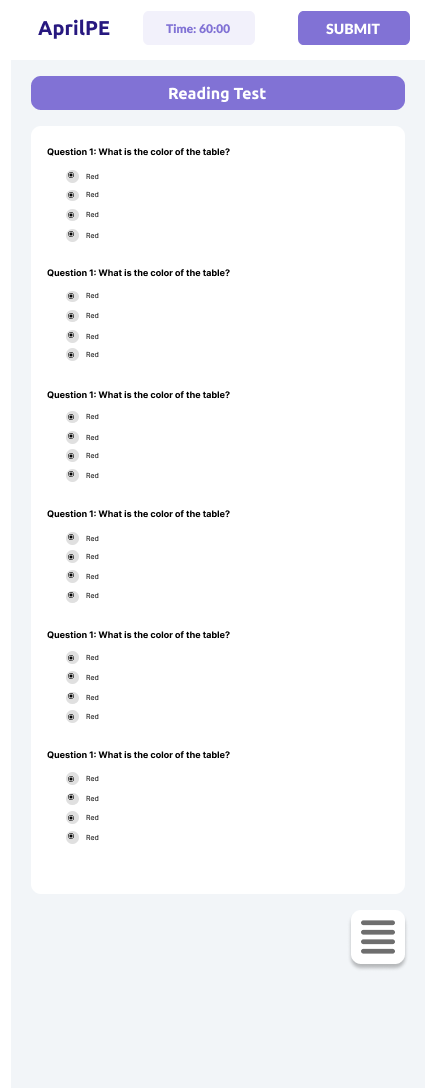 AprilPE
Time: 60:00
SUBMIT
Reading Test
Question 1: What is the color of the table?
Red
Red
Red
Red
Question 1: What is the color of the table?
Red
Red
Red
Red
Question 1: What is the color of the table?
Red
Red
Red
Red
Question 1: What is the color of the table?
Red
Red
Red
Red
Question 1: What is the color of the table?
Red
Red
Red
Red
Question 1: What is the color of the table?
Red
Red
Red
Red